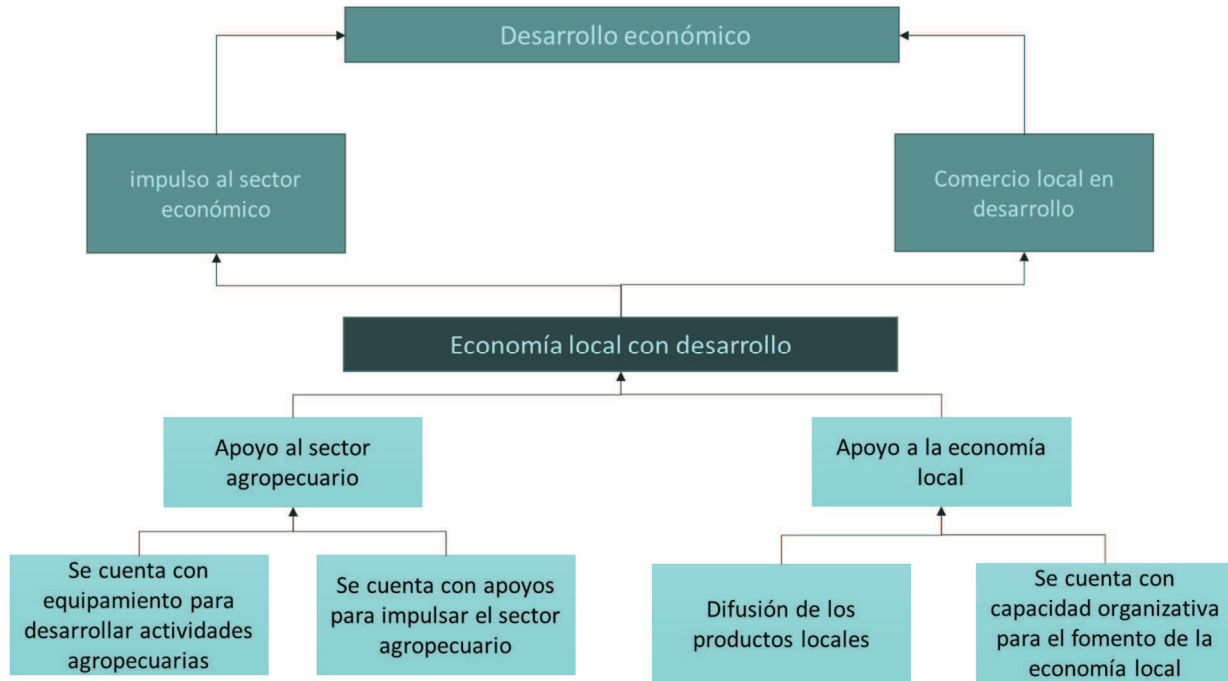 Desarrollo económico
impulso al sector
económico
Comercio local en
desarrollo
Economía local con desarrollo
Apoyo al sector
agropecuario
Apoyo a la economía
local
Se cuenta con
equipamiento para
desarrollar actividades
agropecuarias
Se cuenta con apoyos
para impulsar el sector
agropecuario
Difusión de los
productos locales
Se cuenta con
capacidad organizativa
para el fomento de la
economía local